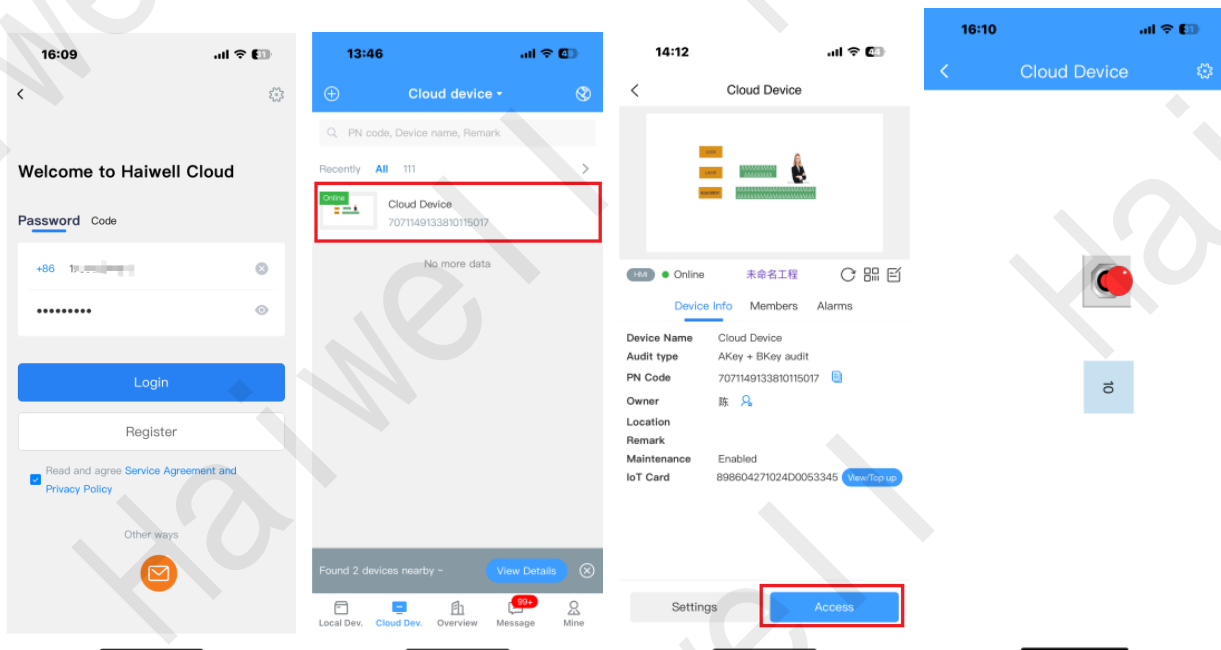 16:09
Welcome to Haiwell Cloud
Password Code
+86
Login
Register
Read and agree Service Agreement and
Privacy Policy
Other ways
13:46
Cloud device
PN code, Device name, Remark
Recently All 111
Online
Cloud Device
7071149133810115017
No more data
Found 2 devices nearby ~ View Details
99+
Local Dev. Cloud Dev. Overview Message Mine
14:12
Cloud Device
HMI Online 未命名工程
Device Info Members Alarms
Device Name Cloud Device
Audit type AKey + BKey audit
PN Code 7071149133810115017
Owner 陈
Location
Remark
Maintenance Enabled
IoT Card 898604271024D0053345 View/Top up
Settings Access
16:10
Cloud Device
10
Haiwell